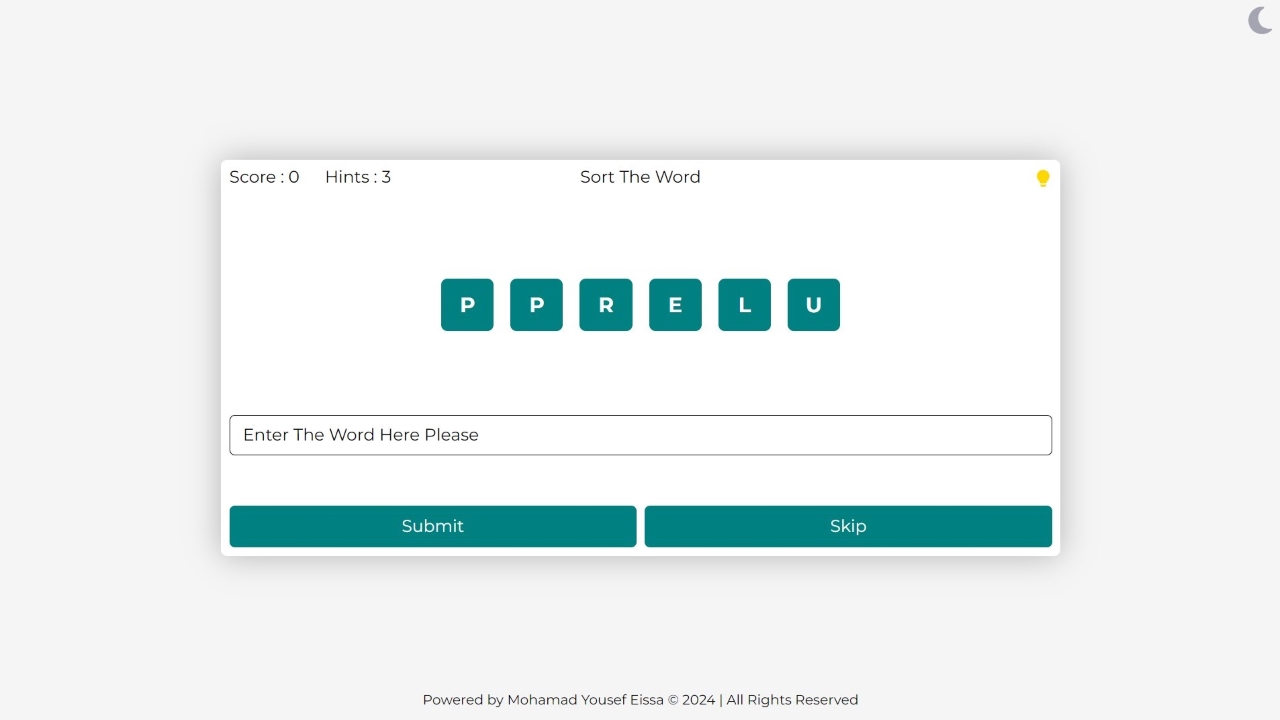 Score : 0 Hints : 3 Sort The Word
P P R E L U
Enter The Word Here Please
Submit Skip
Powered by Mohamad Yousef Eissa © 2024 | All Rights Reserved